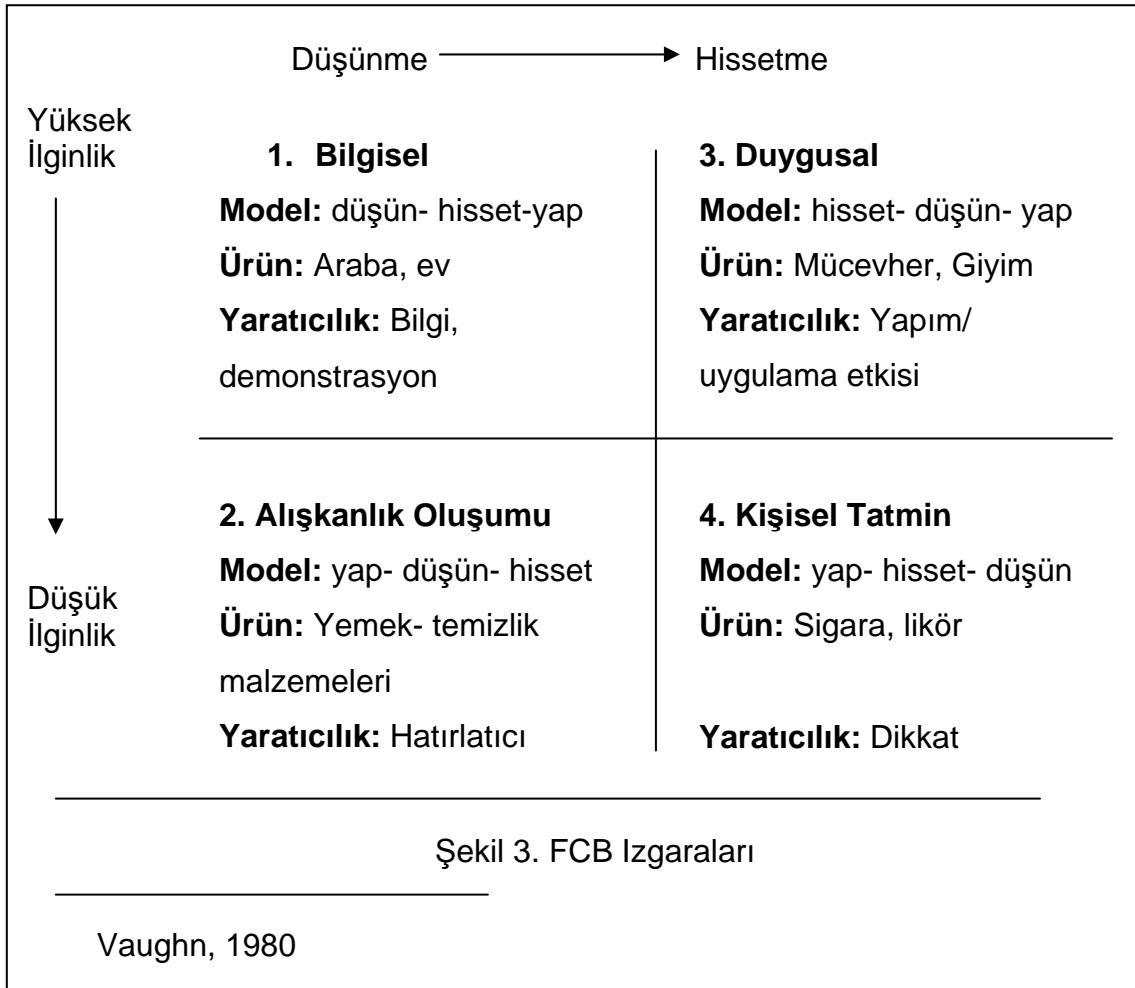 Düşünme Hissetme
Yüksek
İlginlik
1. Bilgisel
Model: düşün- hisset-yap
Ürün: Araba, ev
Yaratıcılık: Bilgi,
demonstrasyon
3. Duygusal
Model: hisset- düşün- yap
Ürün: Mücevher, Giyim
Yaratıcılık: Yapım/
uygulama etkisi
Düşük
İlginlik
2. Alışkanlık Oluşumu
Model: yap- düşün- hisset
Ürün: Yemek- temizlik
malzemeleri
Yaratıcılık: Hatırlatıcı
4. Kişisel Tatmin
Model: yap- hisset- düşün
Ürün: Sigara, likör
Yaratıcılık: Dikkat
Şekil 3. FCB Izgaraları
Vaughn, 1980